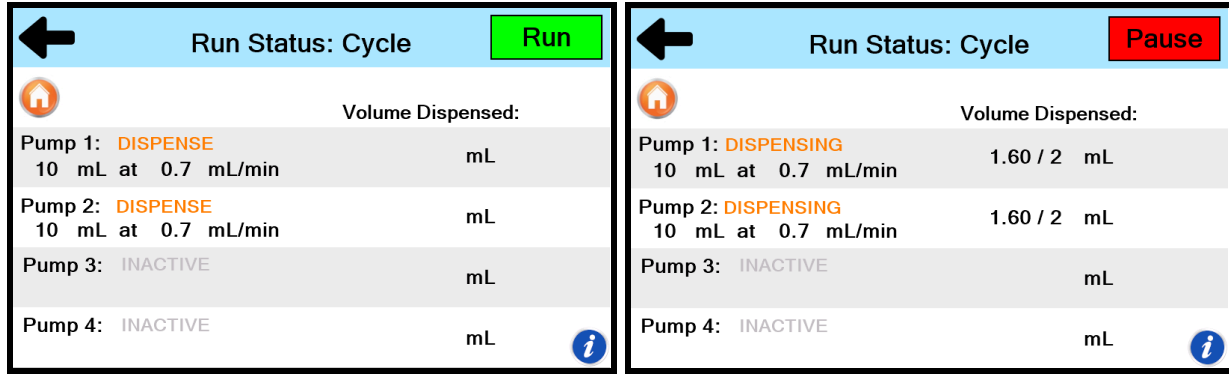 Run Status: Cycle Run
Volume Dispensed:
Pump 1: DISPENSE
10 mL at 0.7 mL/min
mL
Pump 2: DISPENSE
10 mL at 0.7 mL/min
mL
Pump 3: INACTIVE
mL
Pump 4: INACTIVE
mL
i
Run Status: Cycle Pause
Volume Dispensed:
Pump 1: DISPENSING
10 mL at 0.7 mL/min
1.60 / 2 mL
Pump 2: DISPENSING
10 mL at 0.7 mL/min
1.60 / 2 mL
Pump 3: INACTIVE
mL
Pump 4: INACTIVE
mL
i